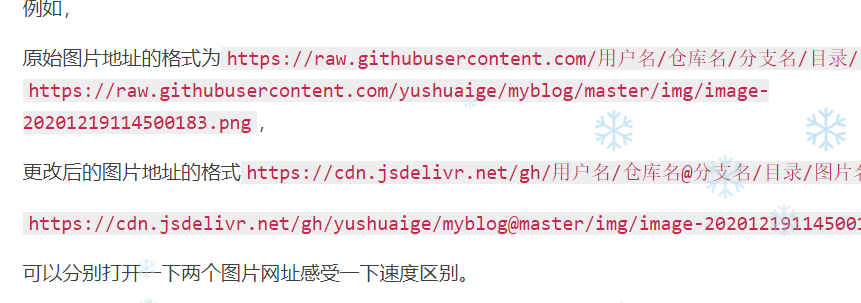 例如，
原始图片地址的格式为 https://raw.githubusercontent.com/用户名/仓库名/分支名/目录/
https://raw.githubusercontent.com/yushuaige/myblog/master/img/image-
20201219114500183.png ，
更改后的图片地址的格式 https://cdn.jsdelivr.net/gh/用户名/仓库名@分支名/目录/图片名
https://cdn.jsdelivr.net/gh/yushuaige/myblog@master/img/image-202012191145001
可以分别打开一下两个图片网址感受一下速度区别。